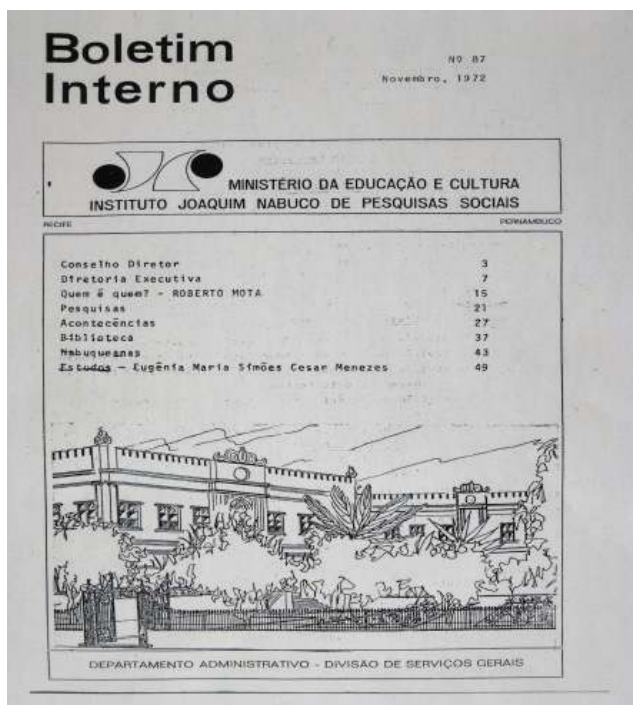 Boletim
Interno
Nº 87
Novembro, 1972
MINISTÉRIO DA EDUCAÇÃO E CULTURA
INSTITUTO JOAQUIM NABUCO DE PESQUISAS SOCIAIS
RECIFE PERNAMBUCO
Conselho Diretor 3
Diretoria Executiva 7
Quem é quem? - ROBERTO MOTA 15
Pesquisas 21
Acontecências 27
Biblioteca 37
Nabuqueanas 43
Estudos - Eugênia Maria Simões Cesar Menezes 49
DEPARTAMENTO ADMINISTRATIVO - DIVISÃO DE SERVIÇOS GERAIS